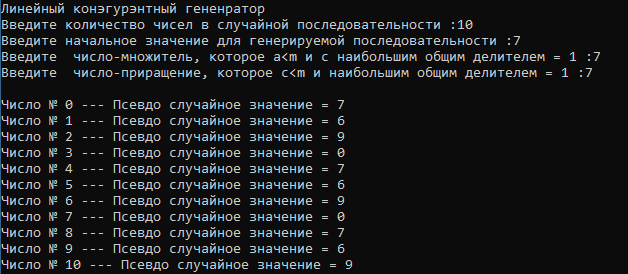 Линейный конэгурэнтный гененратор
Введите количество чисел в случайной последовательности :10
Введите начальное значение для генерируемой последовательности :7
Введите  число-множитель, которое a<m и с наибольшим общим делителем = 1 :7
Введите  число-приращение, которое c<m и наибольшим общим делителем = 1 :7
Число № 0 --- Псевдо случайное значение = 7
Число № 1 --- Псевдо случайное значение = 6
Число № 2 --- Псевдо случайное значение = 9
Число № 3 --- Псевдо случайное значение = 0
Число № 4 --- Псевдо случайное значение = 7
Число № 5 --- Псевдо случайное значение = 6
Число № 6 --- Псевдо случайное значение = 9
Число № 7 --- Псевдо случайное значение = 0
Число № 8 --- Псевдо случайное значение = 7
Число № 9 --- Псевдо случайное значение = 6
Число № 10 --- Псевдо случайное значение = 9